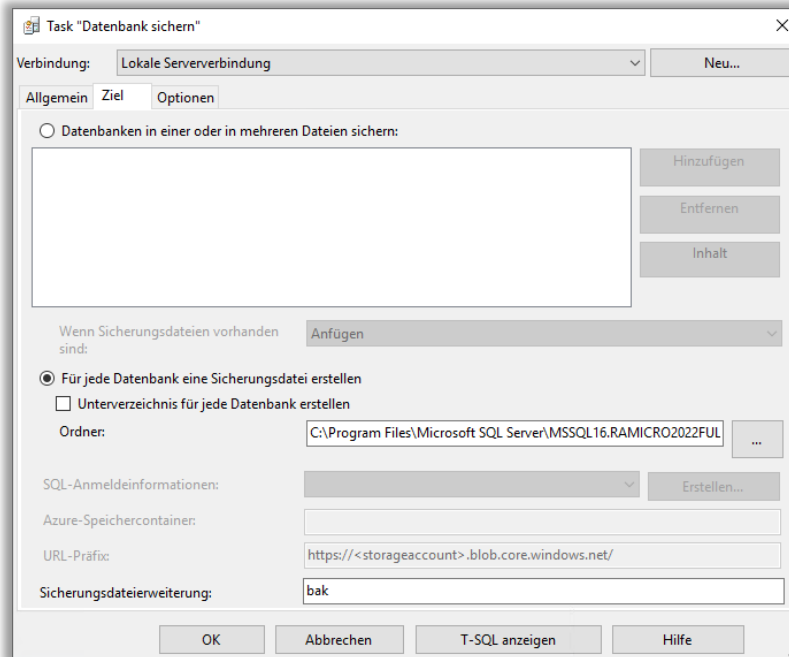 Task "Datenbank sichern"
Verbindung: Lokale Serververbindung Neu...
Allgemein Ziel Optionen
Datenbanken in einer oder in mehreren Dateien sichern:
Hinzufügen
Entfernen
Inhalt
Wenn Sicherungsdateien vorhanden Anfügen
sind:
Für jede Datenbank eine Sicherungsdatei erstellen
Unterverzeichnis für jede Datenbank erstellen
Ordner: C:\Program Files\Microsoft SQL Server\MSSQL16.RAMICRO2022FUL ...
SQL-Anmeldeinformationen: Erstellen...
Azure-Speichercontainer:
URL-Präfix: https://<storageaccount>.blob.core.windows.net/
Sicherungsdateierweiterung: bak
OK Abbrechen T-SQL anzeigen Hilfe